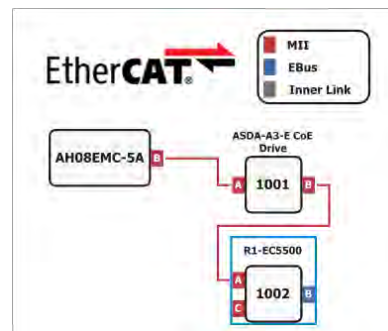 EtherCAT®
MII
EBus
Inner Link
AH08EMC-5A B
ASDA-A3-E CoE
Drive
A 1001 B
R1-EC5500
A
1002 B
C